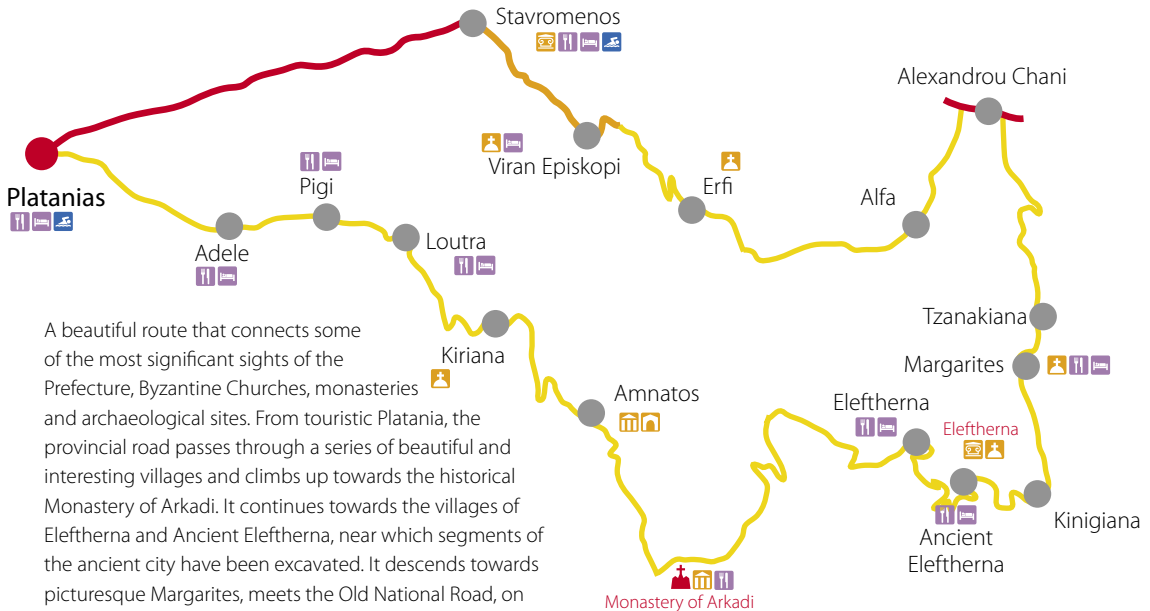 Stavromenos
Alexandrou Chani
Viran Episkopi
Erfi
Pigi
Platanias
Alfa
Adele
Loutra
Tzanakiana
Kiriana
Margarites
Amnatos
Eleftherna
Eleftherna
Kinigiana
Ancient
Eleftherna
Monastery of Arkadi
A beautiful route that connects some
of the most significant sights of the
Prefecture, Byzantine Churches, monasteries
and archaeological sites. From touristic Platania, the
provincial road passes through a series of beautiful and
interesting villages and climbs up towards the historical
Monastery of Arkadi. It continues towards the villages of
Eleftherna and Ancient Eleftherna, near which segments of
the ancient city have been excavated. It descends towards
picturesque Margarites, meets the Old National Road, on